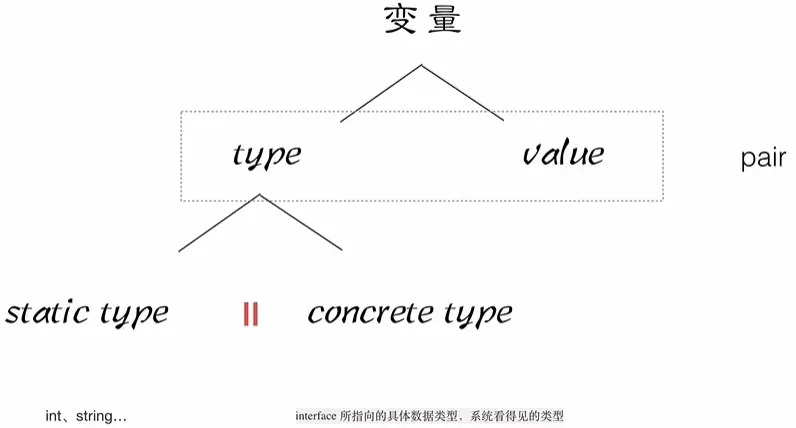 变量
type value pair
static type || concrete type
int、string... interface 所指向的具体数据类型，系统看得见的类型